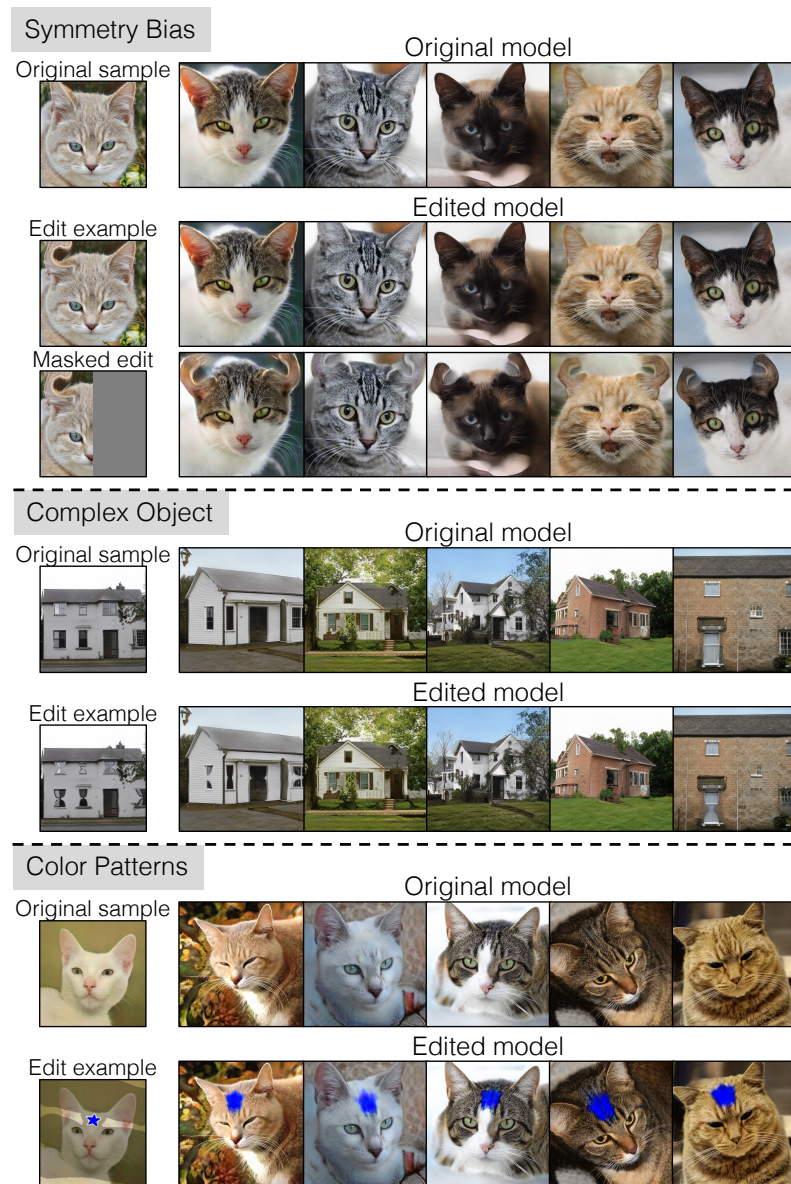 Symmetry Bias
Original model
Original sample
Edited model
Edit example
Masked edit
Complex Object
Original model
Original sample
Edited model
Edit example
Color Patterns
Original model
Original sample
Edited model
Edit example